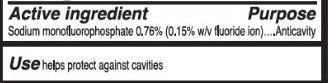 Active ingredient Purpose
Sodium monofluorophosphate 0.76% (0.15% w/v fluoride ion)....Anticavity
Use helps protect against cavities